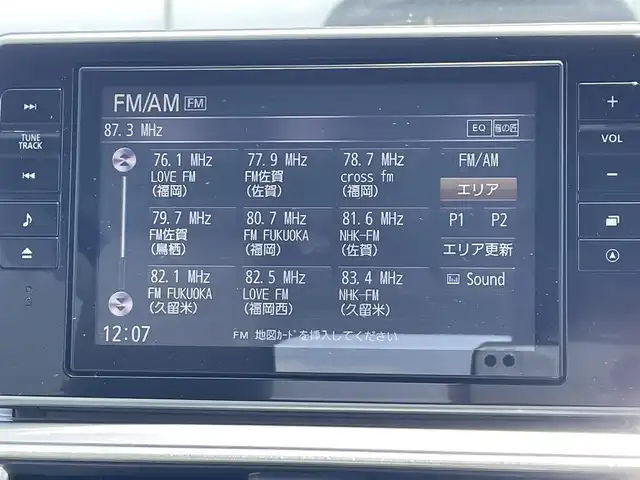 FM/AM FM
87.3 MHz
EQ 音の匠
76.1 MHz
LOVE FM
(福岡)
77.9 MHz
FM佐賀
(佐賀)
78.7 MHz
cross fm
(福岡)
79.7 MHz
FM佐賀
(鳥栖)
80.7 MHz
FM FUKUOKA
(福岡)
81.6 MHz
NHK-FM
(佐賀)
82.1 MHz
FM FUKUOKA
(久留米)
82.5 MHz
LOVE FM
(福岡西)
83.4 MHz
NHK-FM
(久留米)
FM/AM
エリア
P1 P2
エリア更新
Sound
12:07
FM 地図ｶｰﾄﾞを挿入してください
TUNE
TRACK
VOL